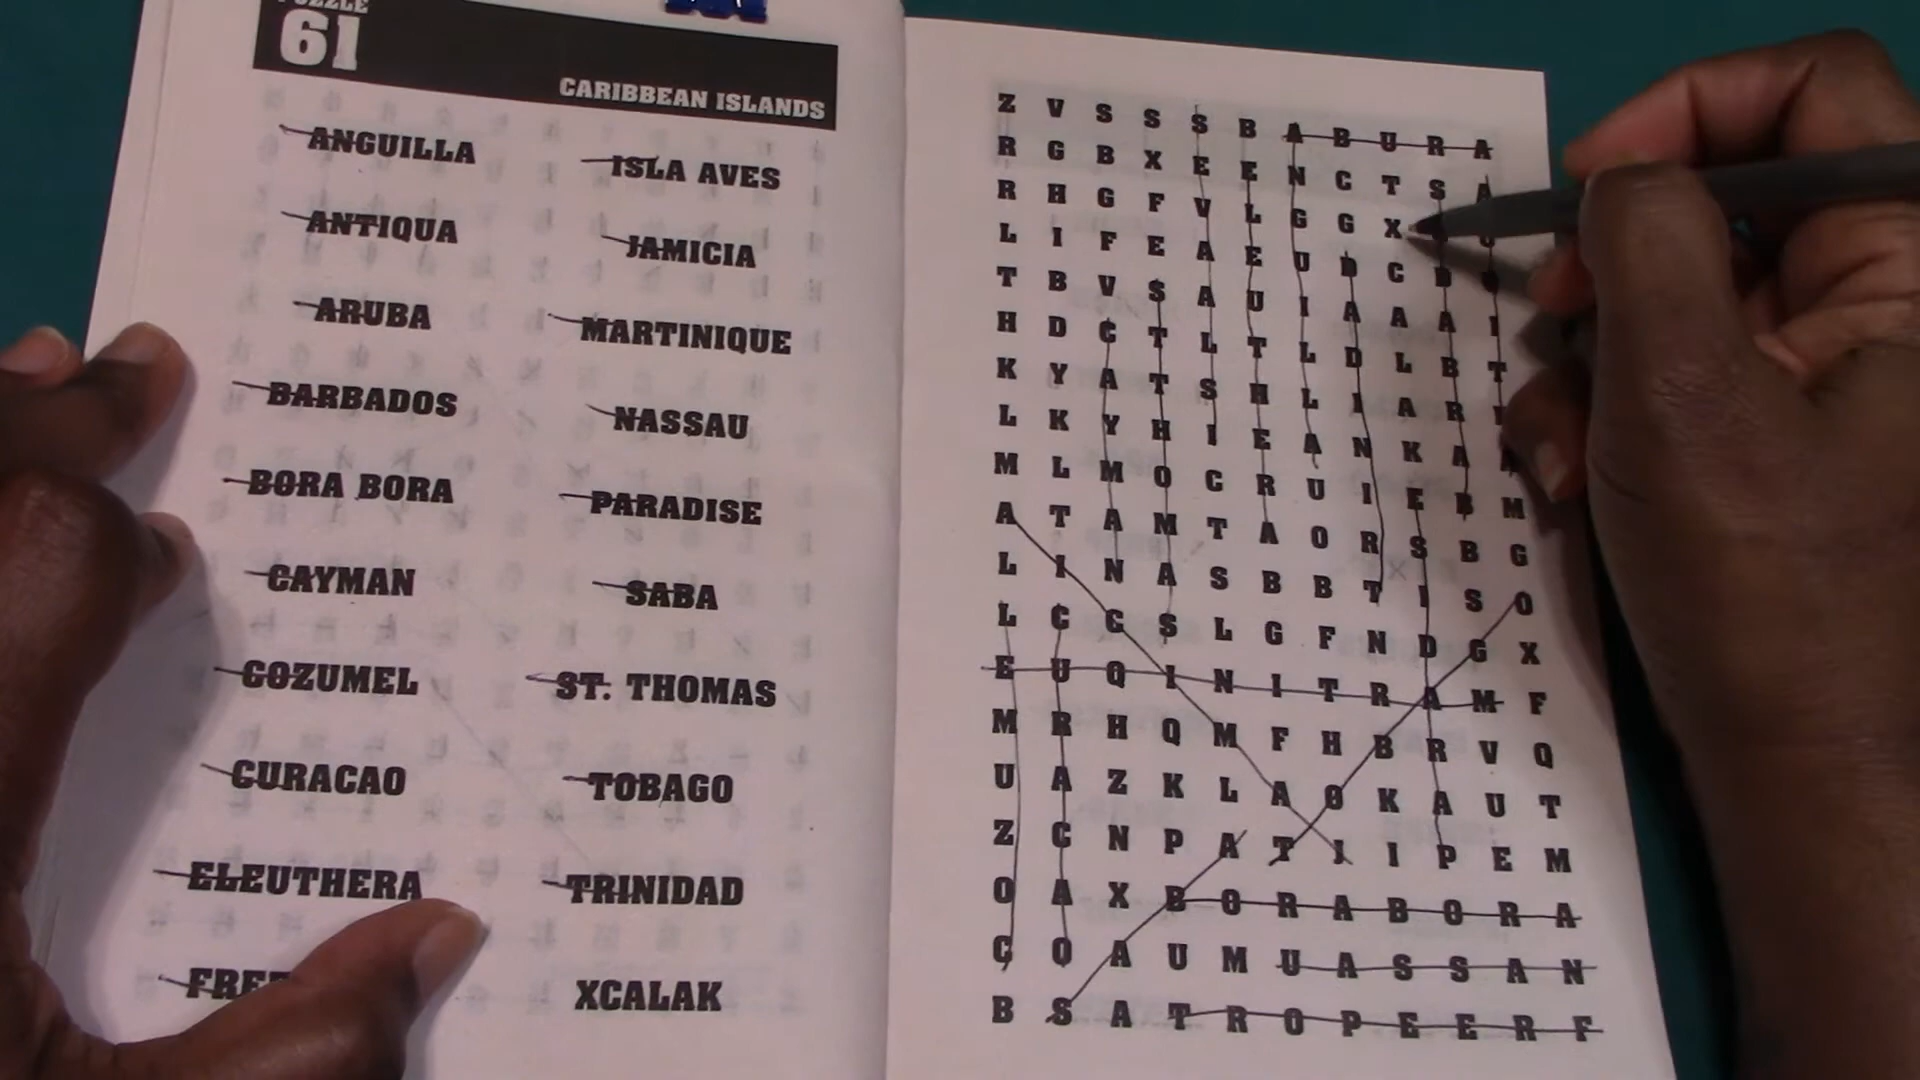 PUZZLE
61
CARIBBEAN ISLANDS
ANGUILLA
ANTIQUA
ARUBA
BARBADOS
BORA BORA
CAYMAN
COZUMEL
CURACAO
ELEUTHERA
ISLA AVES
JAMICIA
MARTINIQUE
NASSAU
PARADISE
SABA
ST. THOMAS
TOBAGO
TRINIDAD
XCALAK
Z V S S S B A B U R A
R G B X E E N C T S A
R H G F V L G G X
L I F E A E U D C D
T B V S A U I A A A I
H D C T L T L D L B T
K Y A T S H L I A R
L K Y H I E A N K A
M L M O C R U I E B M
A T A M T A O R S B G
L I N A S B B T I S O
L C C S L G F N D G X
E U Q I N I T R A M F
M R H Q M F H B R V Q
U A Z K L A O K A U T
Z C N P A T J I P E M
O A X B O R A B O R A
C O A U M U A S S A N
B S A T R O P E E R F